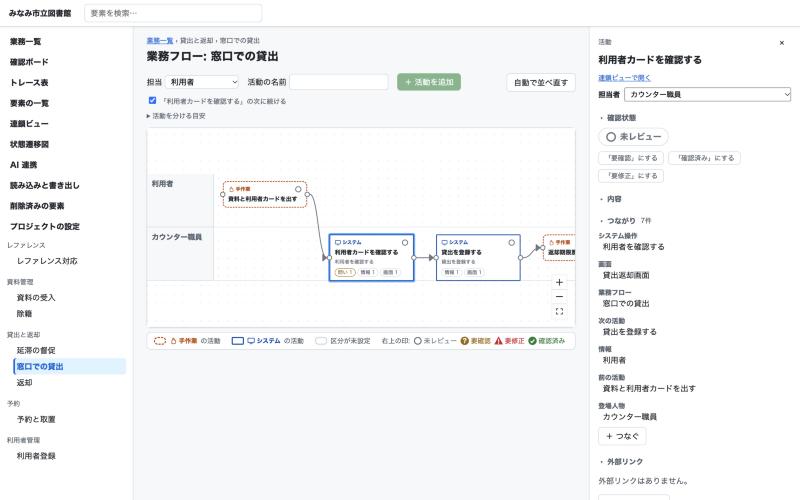 みなみ市立図書館
要素を検索…
業務一覧
確認ボード
トレース表
要素の一覧
連鎖ビュー
状態遷移図
AI 連携
読み込みと書き出し
削除済みの要素
プロジェクトの設定
レファレンス
レファレンス対応
資料管理
資料の受入
除籍
貸出と返却
延滞の督促
窓口での貸出
返却
予約
予約と取置
利用者管理
利用者登録
業務一覧 › 貸出と返却 › 窓口での貸出
業務フロー: 窓口での貸出
担当 利用者 活動の名前 ＋ 活動を追加 自動で並べ直す
「利用者カードを確認する」の次に続ける
▸ 活動を分ける目安
利用者
手作業
資料と利用者カードを出す
カウンター職員
システム
利用者カードを確認する
利用者を確認する
問い 1 情報 1 画面 1
システム
貸出を登録する
貸出を登録する
情報 1 画面 1
手作業
返却期限票
手作業 の活動 システム の活動 区分が未設定 右上の印: 未レビュー 要確認 要修正 確認済み
活動
×
利用者カードを確認する
連鎖ビューで開く
担当者 カウンター職員
確認状態
未レビュー
「要確認」にする 「確認済み」にする
「要修正」にする
内容
つながり 7件
システム操作
利用者を確認する
画面
貸出返却画面
業務フロー
窓口での貸出
次の活動
貸出を登録する
情報
利用者
前の活動
資料と利用者カードを出す
登場人物
カウンター職員
＋ つなぐ
外部リンク
外部リンクはありません。